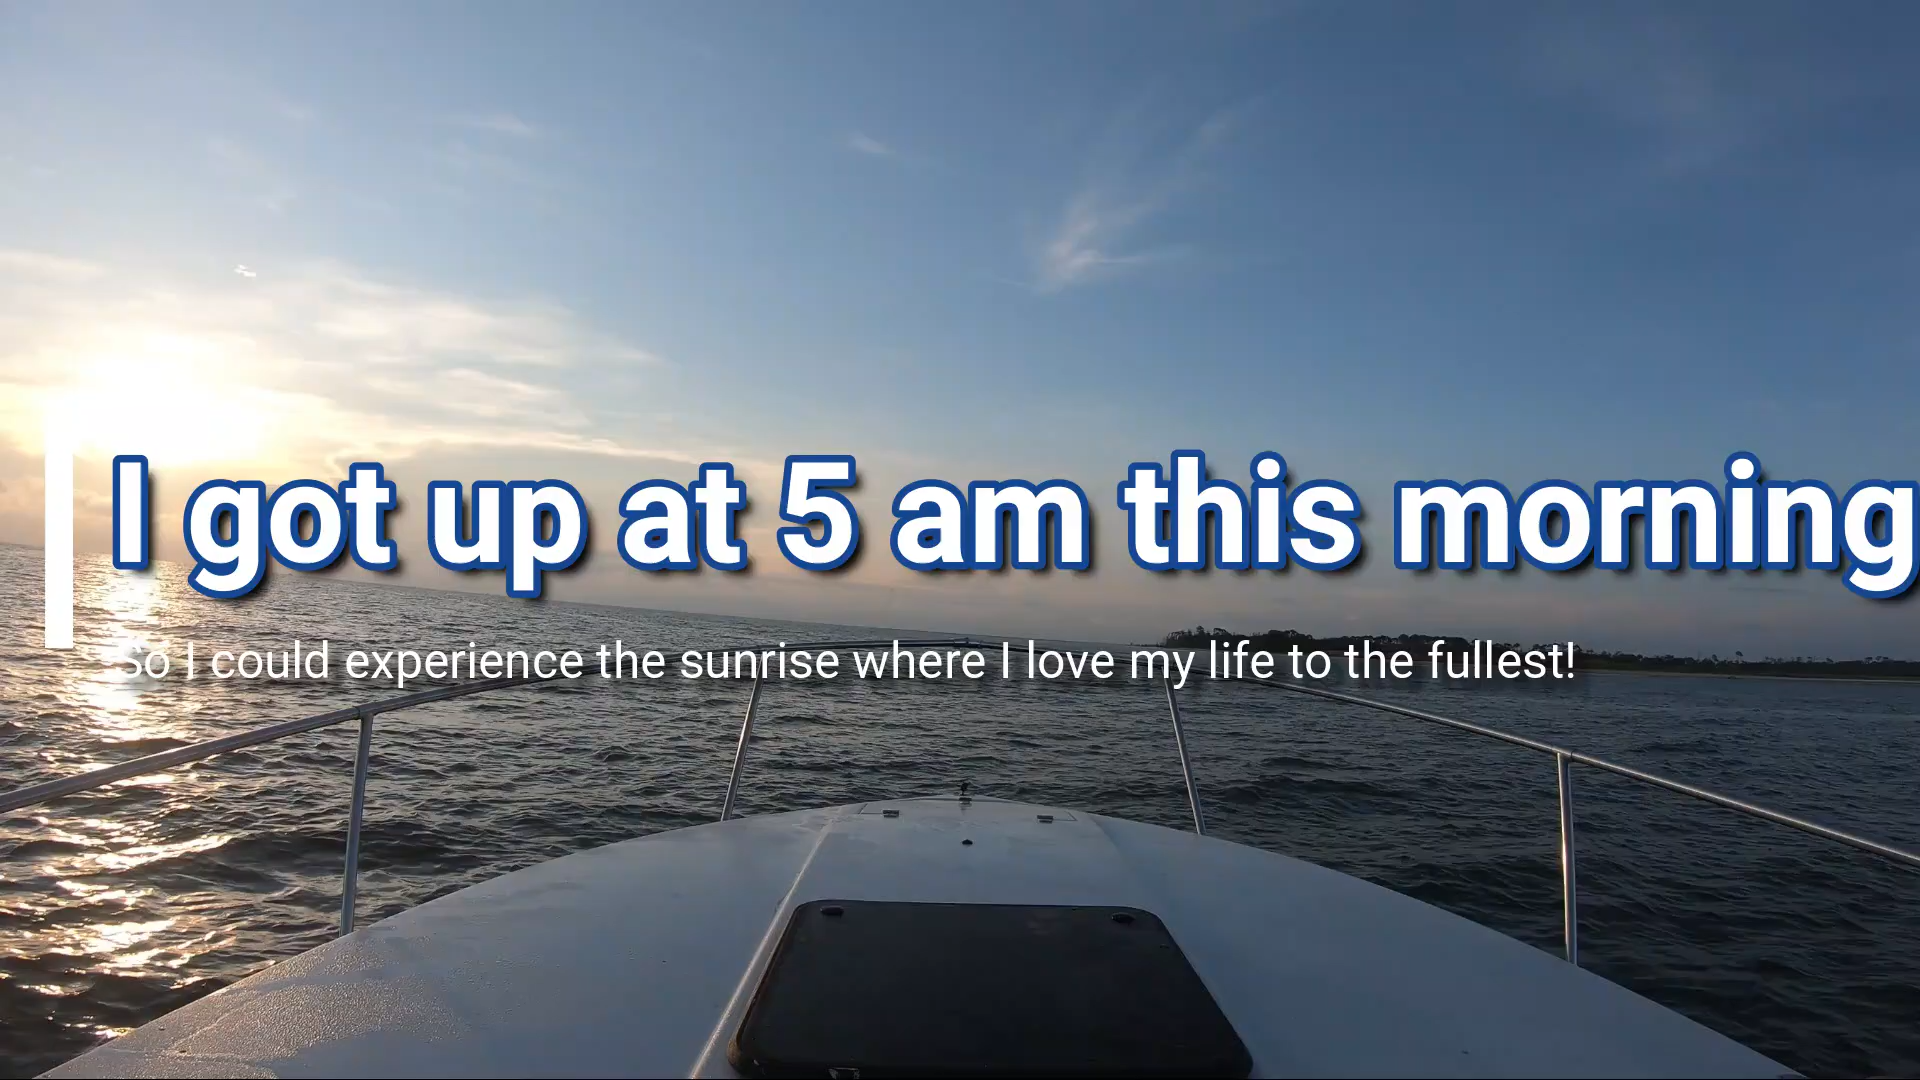 I got up at 5 am this morning
So I could experience the sunrise where I love my life to the fullest!